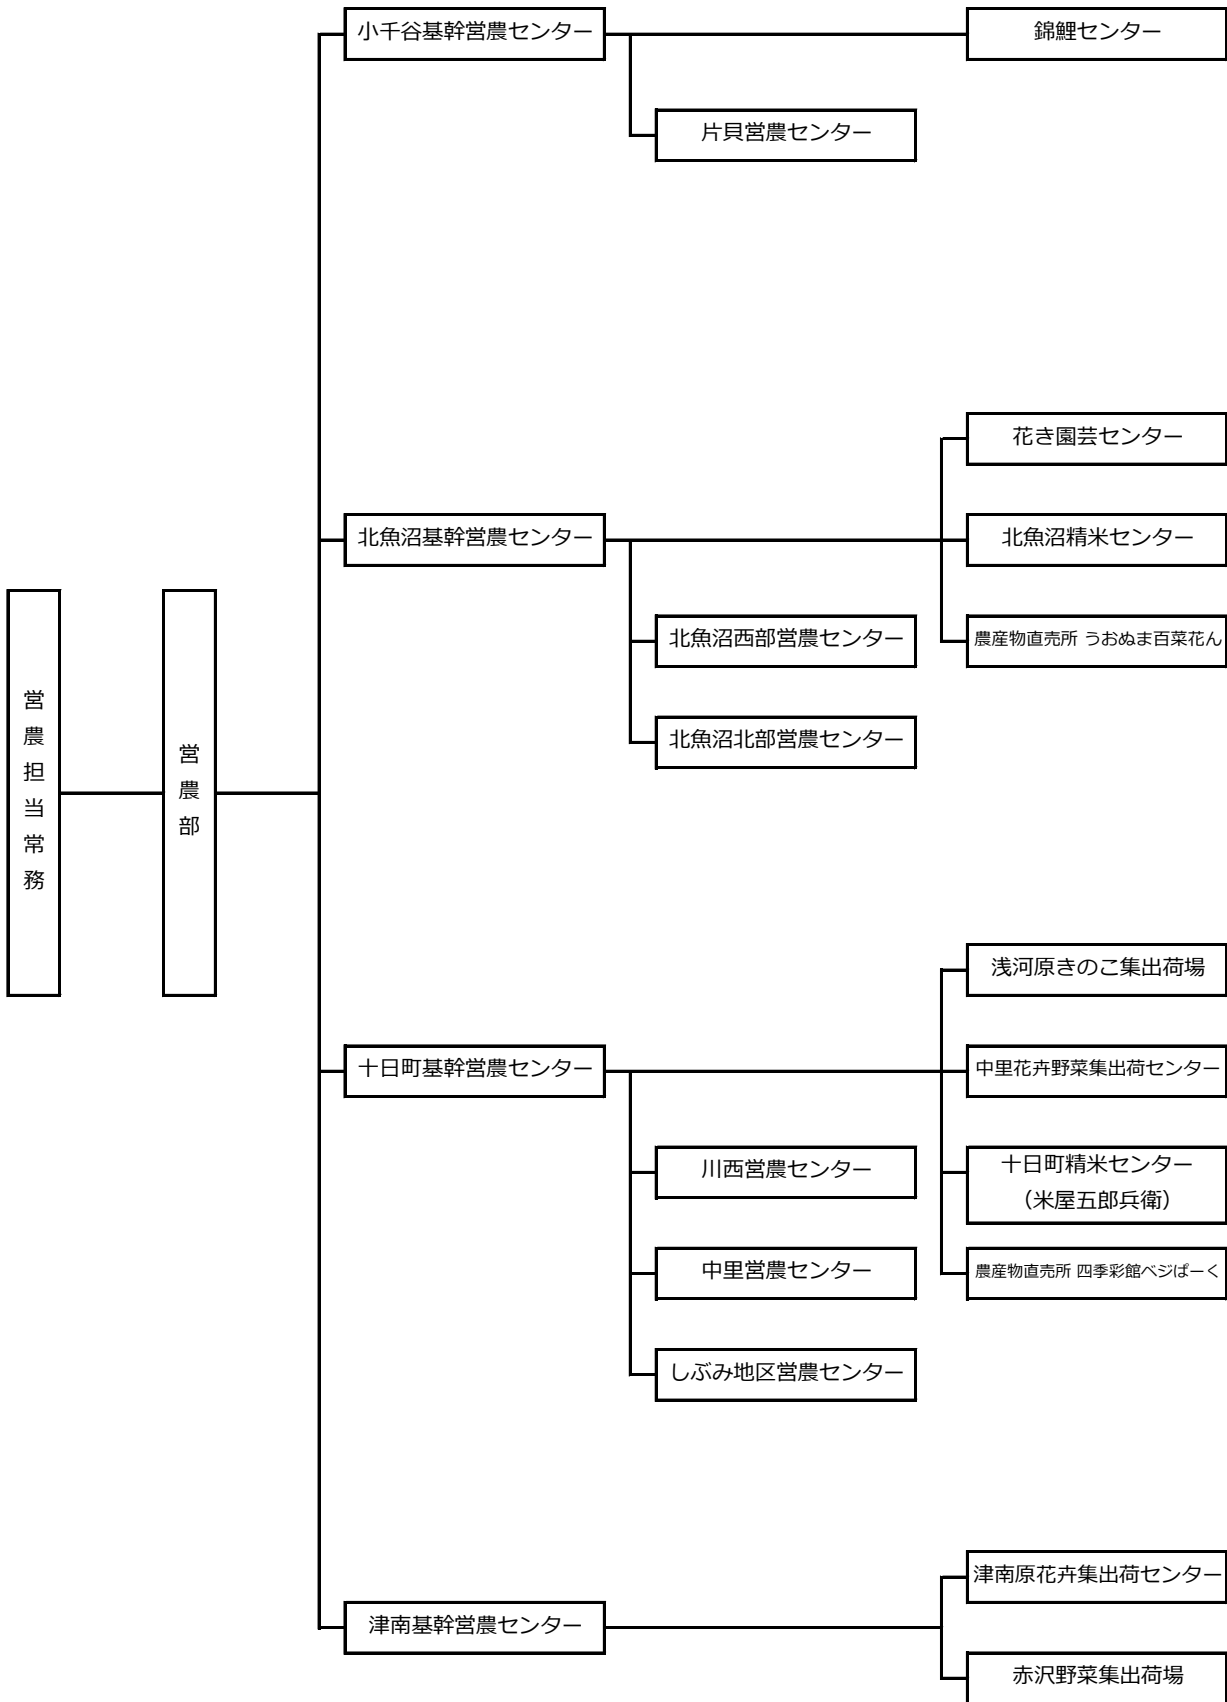 営農担当常務
営農部
小千谷基幹営農センター
錦鯉センター
片貝営農センター
花き園芸センター
北魚沼基幹営農センター
北魚沼精米センター
北魚沼西部営農センター
農産物直売所 うおぬま百菜花ん
北魚沼北部営農センター
浅河原きのこ集出荷場
十日町基幹営農センター
中里花卉野菜集出荷センター
川西営農センター
十日町精米センター
（米屋五郎兵衛）
中里営農センター
農産物直売所 四季彩館ベジぱーく
しぶみ地区営農センター
津南原花卉集出荷センター
津南基幹営農センター
赤沢野菜集出荷場